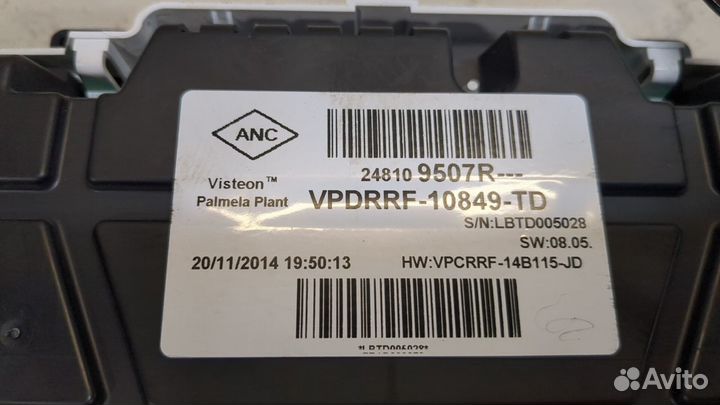 ANC
Visteon™
Palmela Plant
24810 9507R---
VPDRRF-10849-TD
S/N:LBTD005028
SW:08.05.
20/11/2014 19:50:13
HW:VPCRRF-14B115-JD
*LBTD005028*
Avito